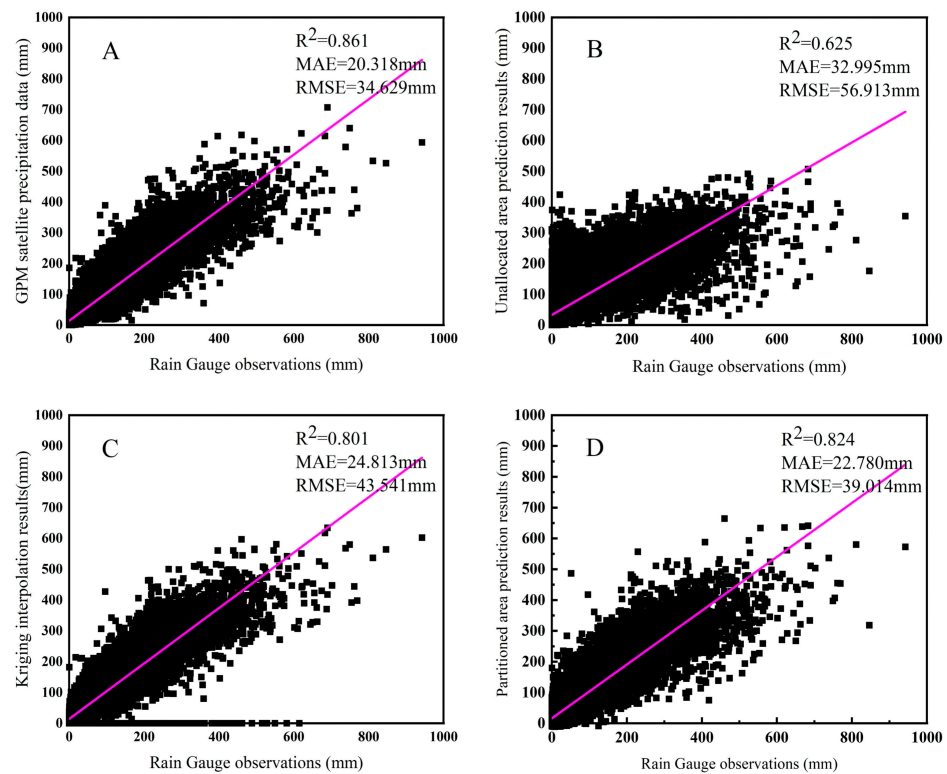 A
R²=0.861
MAE=20.318mm
RMSE=34.629mm
GPM satellite precipitation data (mm)
1000
900
800
700
600
500
400
300
200
100
0
0 200 400 600 800 1000
Rain Gauge observations (mm)
B
R²=0.625
MAE=32.995mm
RMSE=56.913mm
Unallocated area prediction results (mm)
1000
900
800
700
600
500
400
300
200
100
0
0 200 400 600 800 1000
Rain Gauge observations (mm)
C
R²=0.801
MAE=24.813mm
RMSE=43.541mm
Kriging interpolation results(mm)
1000
900
800
700
600
500
400
300
200
100
0
0 200 400 600 800 1000
Rain Gauge observations (mm)
D
R²=0.824
MAE=22.780mm
RMSE=39.014mm
Partitioned area prediction results (mm)
1000
900
800
700
600
500
400
300
200
100
0
0 200 400 600 800 1000
Rain Gauge observations (mm)